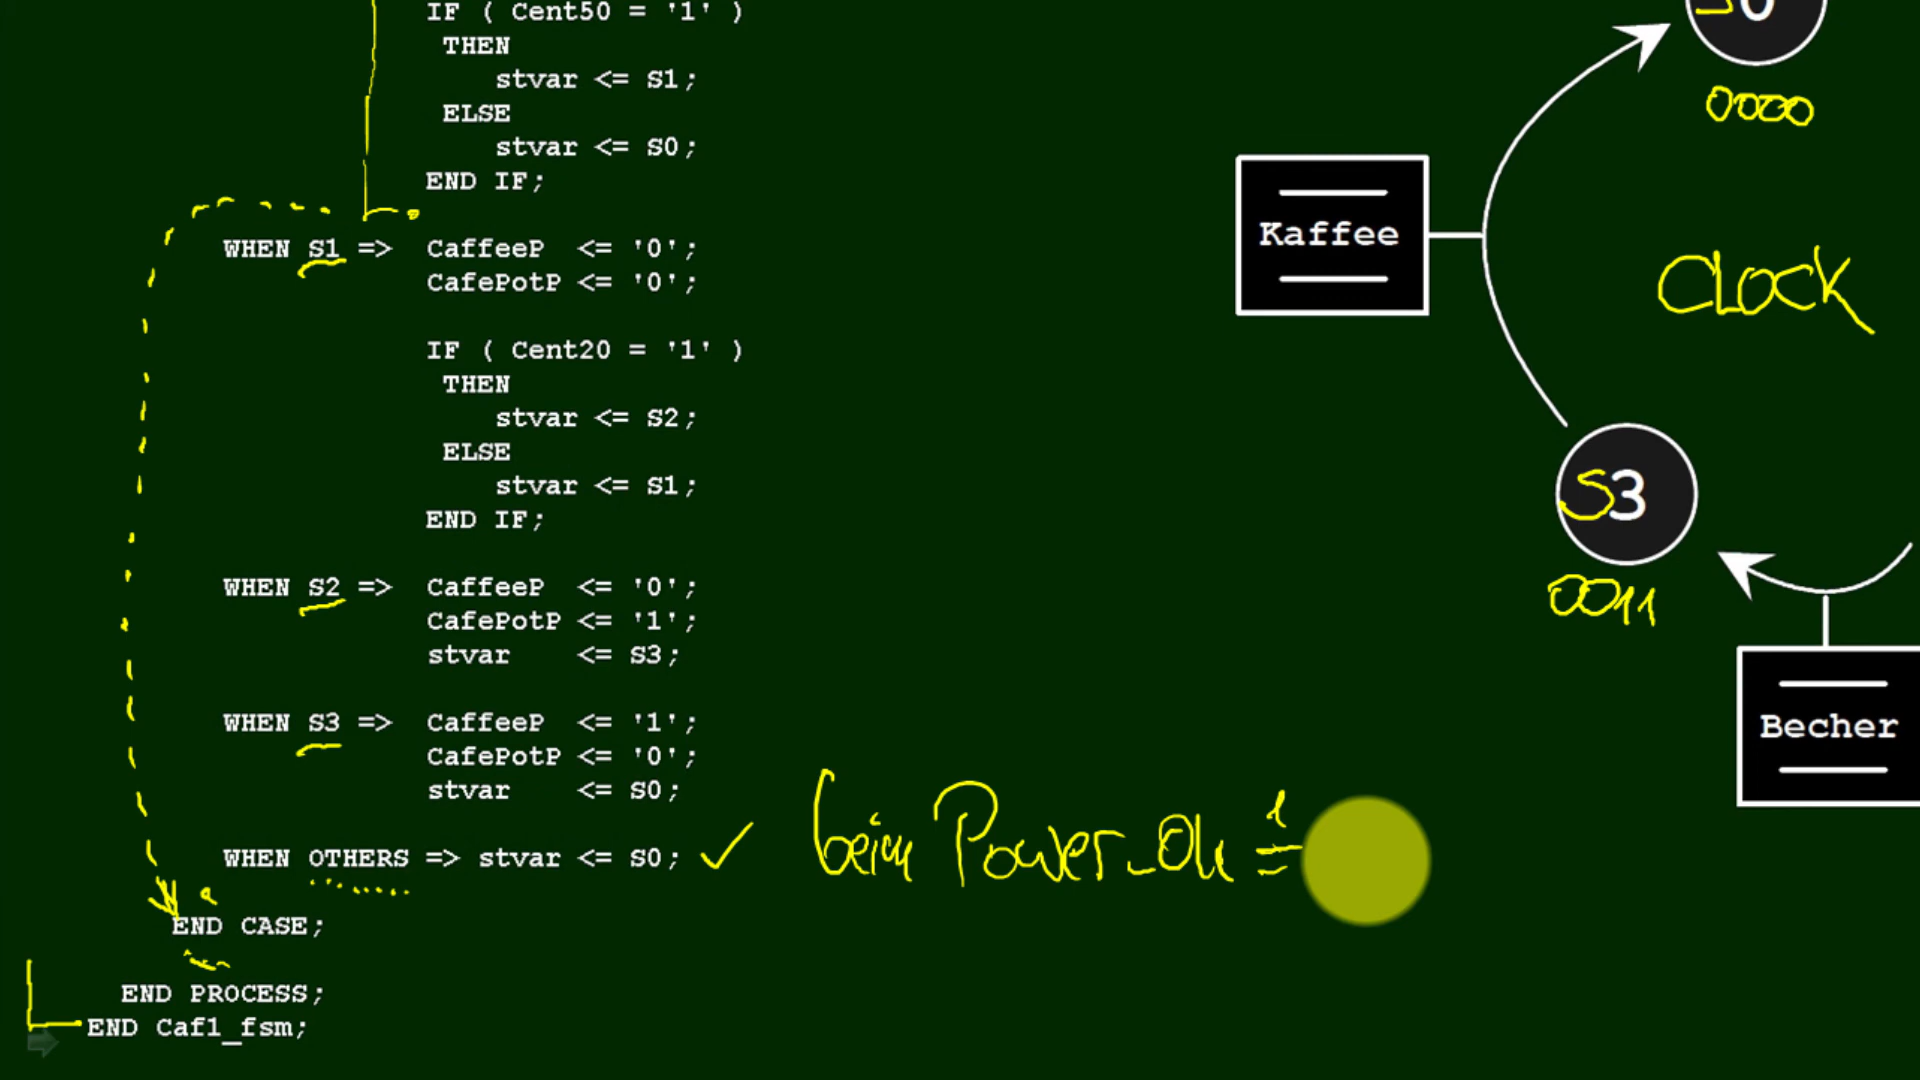 IF ( Cent50 = '1' )
THEN
stvar <= S1;
ELSE
stvar <= S0;
END IF;
WHEN S1 => CaffeeP <= '0';
CafePotP <= '0';
IF ( Cent20 = '1' )
THEN
stvar <= S2;
ELSE
stvar <= S1;
END IF;
WHEN S2 => CaffeeP <= '0';
CafePotP <= '1';
stvar <= S3;
WHEN S3 => CaffeeP <= '1';
CafePotP <= '0';
stvar <= S0;
WHEN OTHERS => stvar <= S0;
END CASE;
END PROCESS;
END Caf1_fsm;
beim Power_On =
S0
0000
Kaffee
CLOCK
S3
0011
Becher